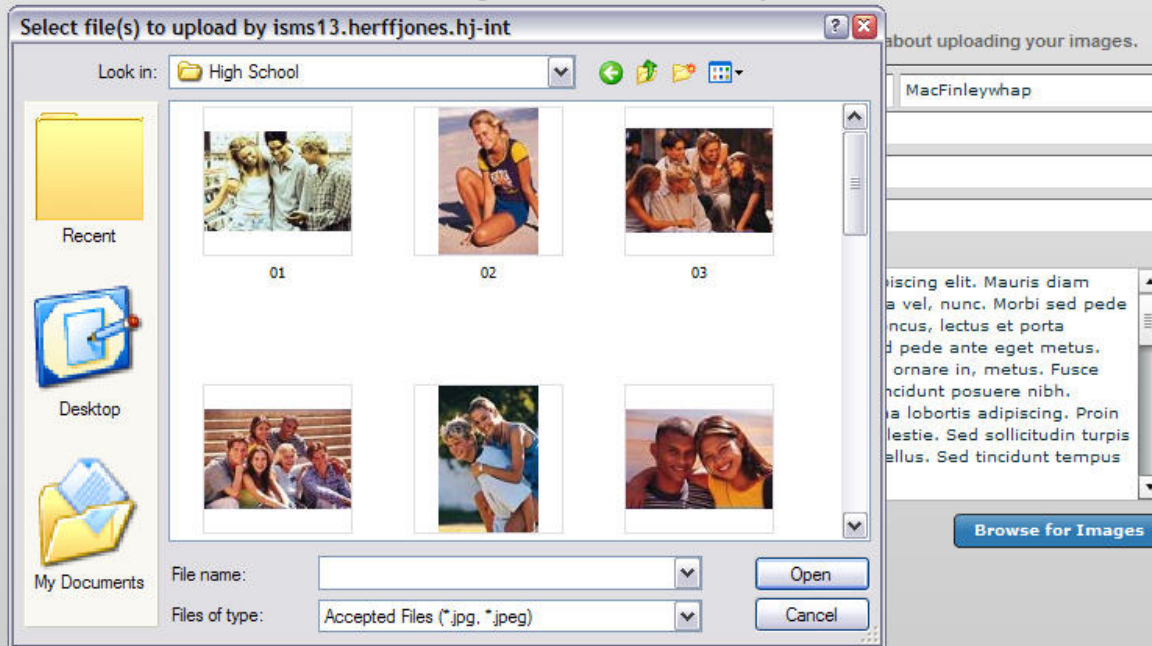 Select file(s) to upload by isms13.herffjones.hj-int
about uploading your images.
Look in:
High School
MacFinleywhap
Recent
01
02
03
Desktop
My Documents
iscing elit. Mauris diam
a vel, nunc. Morbi sed pede
oncus, lectus et porta
d pede ante eget metus.
ornare in, metus. Fusce
ncidunt posuere nibh.
na lobortis adipiscing. Proin
lestie. Sed sollicitudin turpis
ellus. Sed tincidunt tempus
Browse for Images
File name:
Open
Files of type:
Accepted Files (*.jpg, *.jpeg)
Cancel